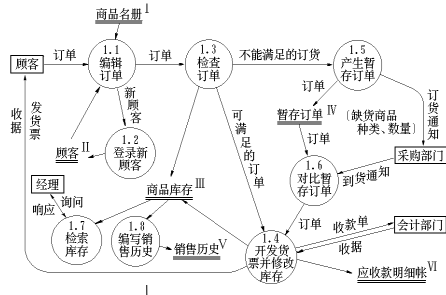 商品名册 I
1.1
编辑
订单
1.3
检查
订单
1.5
产生暂
存订单
顾客
订单
订单
不能满足的订货
订单
订货通知
新顾客
发货票
收据
可满足的订单
暂存订单 IV
(缺货商品
种类、数量)
顾客 II
1.2
登录新
顾客
订单
采购部门
1.6
对比暂
存订单
到货通知
经理
商品库存 III
询问
响应
1.7
检索
库存
1.8
编写销
售历史
销售历史 V
订单
1.4
开发货
票并修改
库存
收款单
收据
会计部门
应收款明细帐 VI